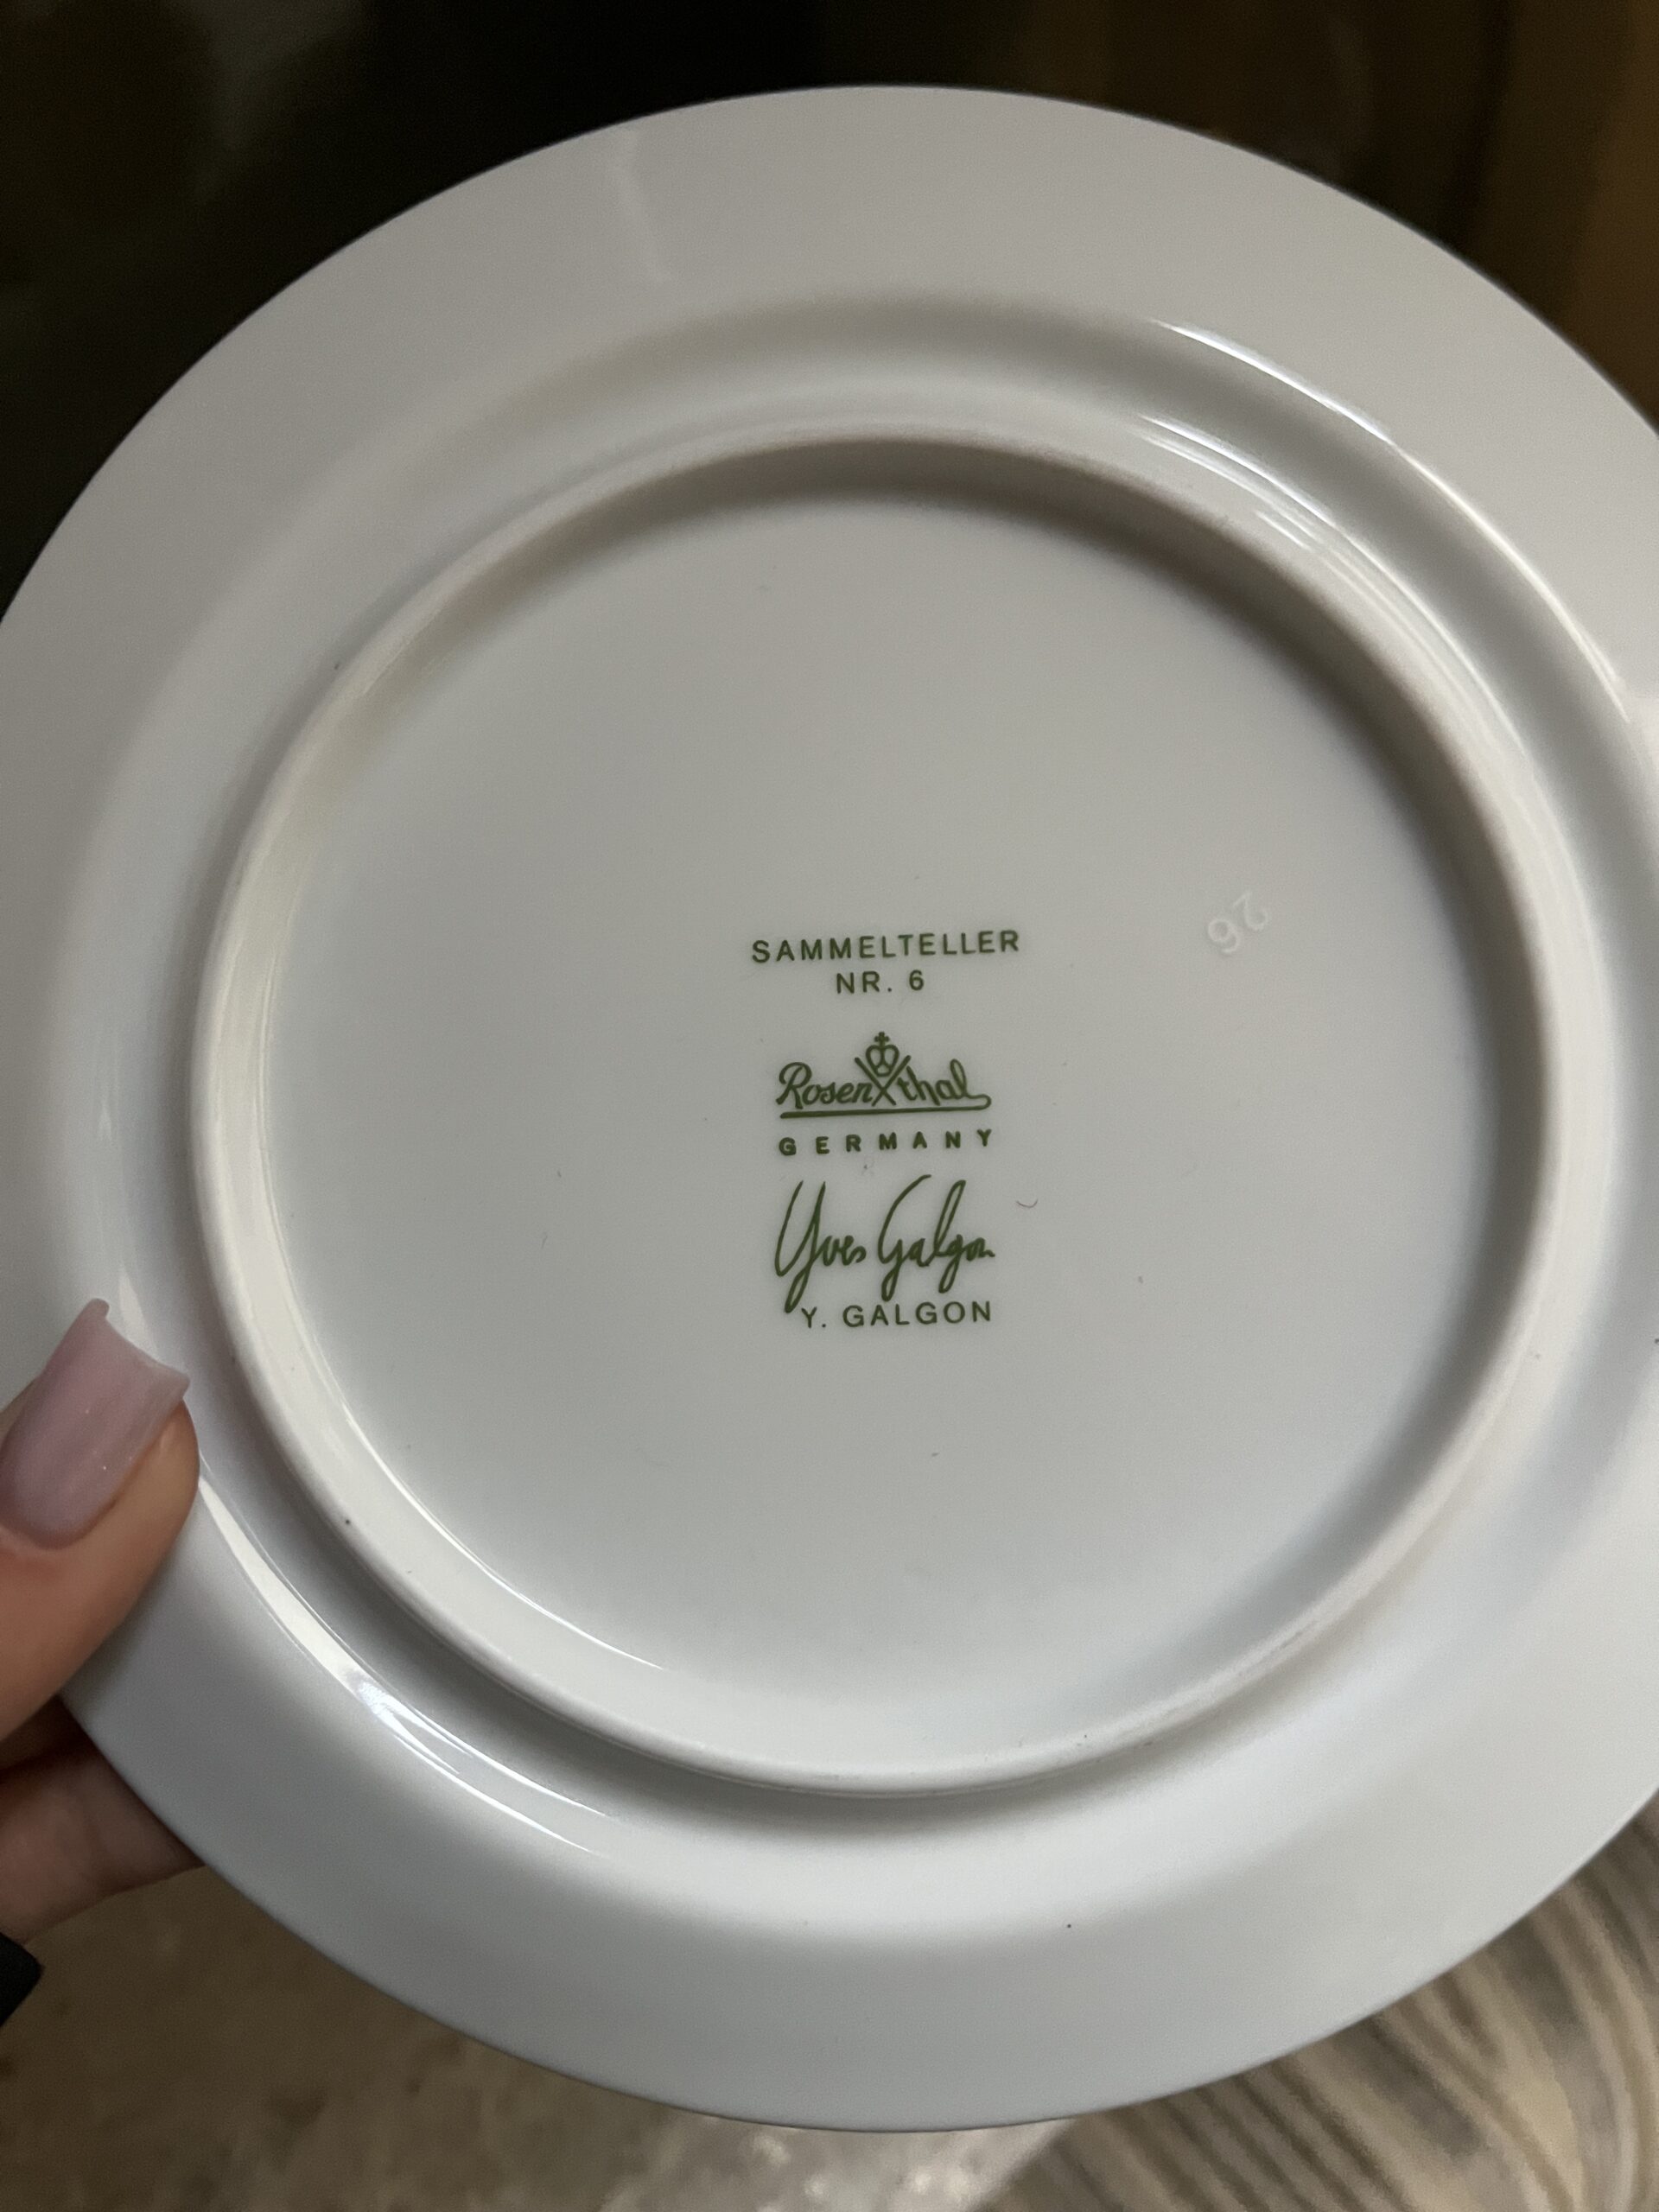 SAMMELTELLER
NR. 6
Rosenthal
GERMANY
Yves Galgon
Y. GALGON
26